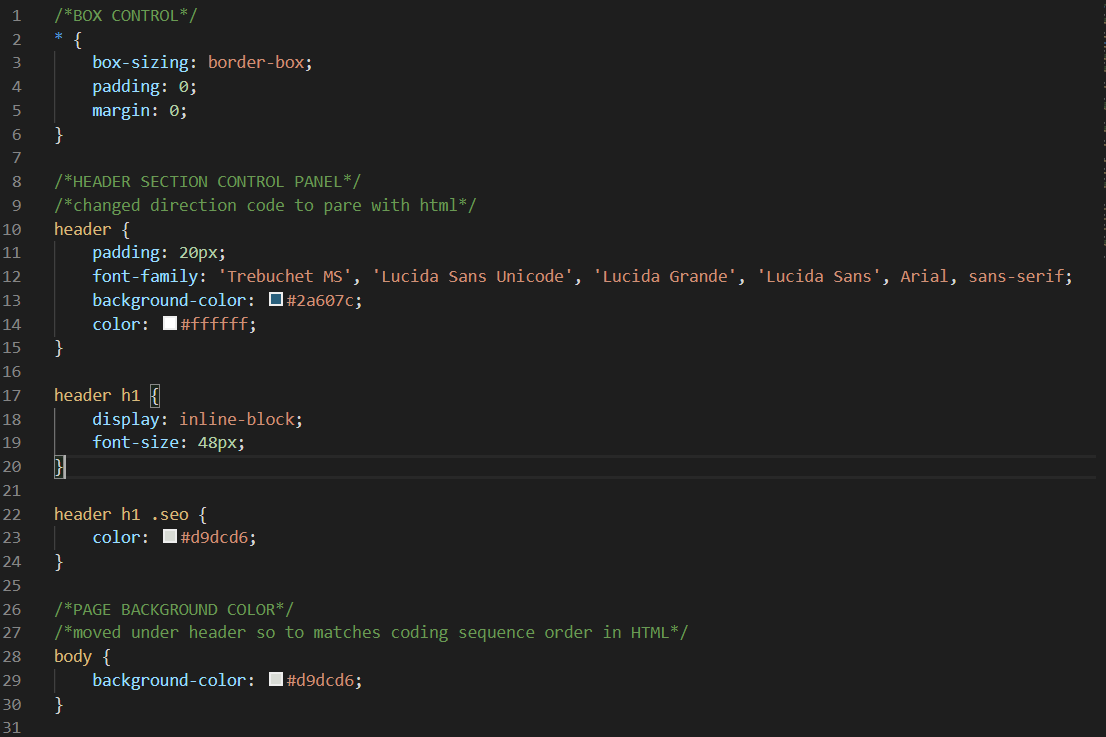 1 /*BOX CONTROL*/
2 * {
3 box-sizing: border-box;
4 padding: 0;
5 margin: 0;
6 }
7
8 /*HEADER SECTION CONTROL PANEL*/
9 /*changed direction code to pare with html*/
10 header {
11 padding: 20px;
12 font-family: 'Trebuchet MS', 'Lucida Sans Unicode', 'Lucida Grande', 'Lucida Sans', Arial, sans-serif;
13 background-color: #2a607c;
14 color: #ffffff;
15 }
16
17 header h1 {
18 display: inline-block;
19 font-size: 48px;
20 }
21
22 header h1 .seo {
23 color: #d9dcd6;
24 }
25
26 /*PAGE BACKGROUND COLOR*/
27 /*moved under header so to matches coding sequence order in HTML*/
28 body {
29 background-color: #d9dcd6;
30 }
31